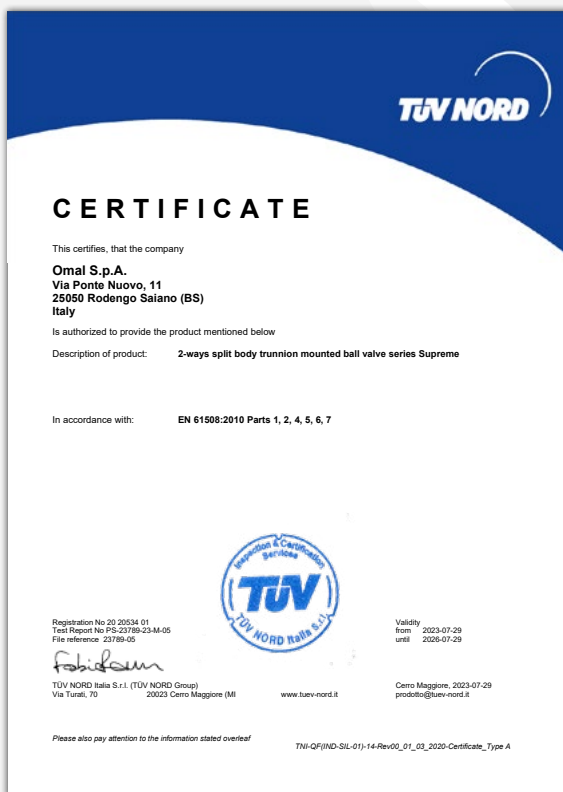 TÜV NORD
CERTIFICATE
This certifies, that the company
Omal S.p.A.
Via Ponte Nuovo, 11
25050 Rodengo Saiano (BS)
Italy
Is authorized to provide the product mentioned below
Description of product: 2-ways split body trunnion mounted ball valve series Supreme
In accordance with: EN 61508:2010 Parts 1, 2, 4, 5, 6, 7
Inspection & Certification
Services
TÜV
TÜV NORD Italia S.r.l.
Registration No 20 20534 01
Test Report No PS-23789-23-M-05
File reference 23789-05
Validity
from 2023-07-29
until 2026-07-29
TÜV NORD Italia S.r.l. (TÜV NORD Group)
Via Turati, 70 20023 Cerro Maggiore (MI www.tuev-nord.it
Cerro Maggiore, 2023-07-29
prodotto@tuev-nord.it
Please also pay attention to the information stated overleaf
TNI-QF(IND-SIL-01)-14-Rev00_01_03_2020-Certificate_Type A